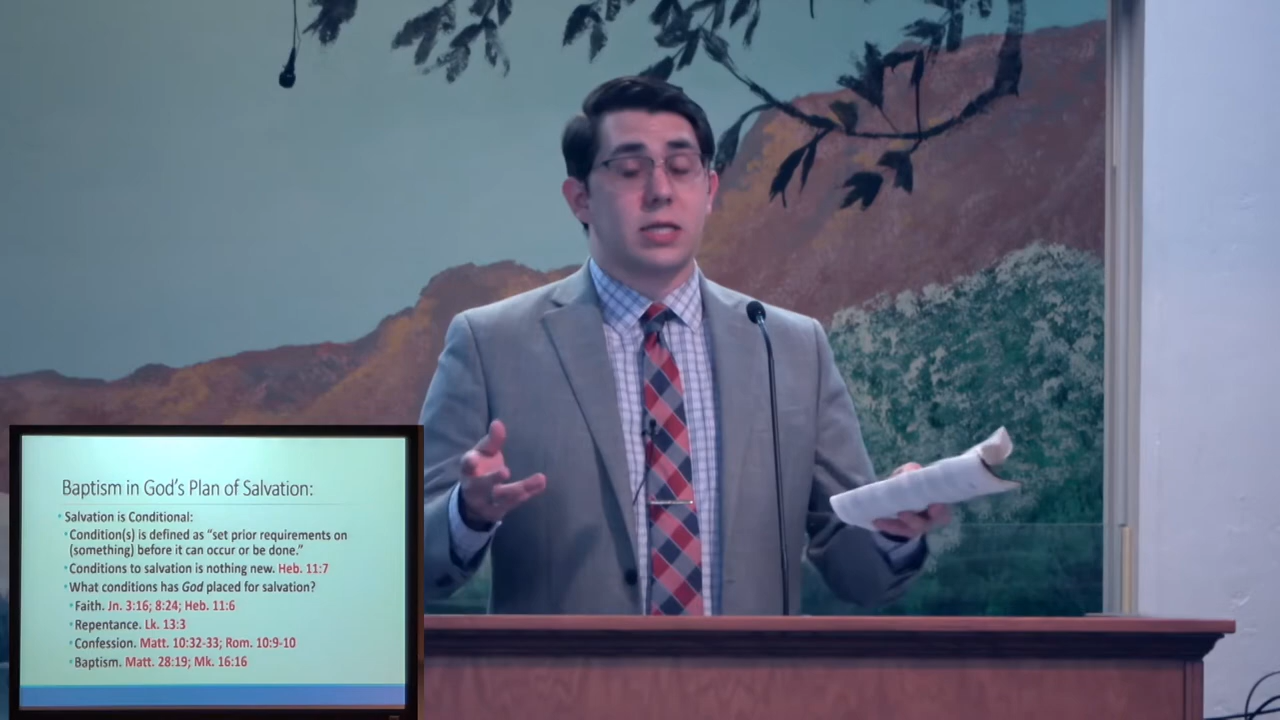 Baptism in God's Plan of Salvation:
Salvation is Conditional:
Condition(s) is defined as "set prior requirements on
(something) before it can occur or be done."
Conditions to salvation is nothing new. Heb. 11:7
What conditions has God placed for salvation?
Faith. Jn. 3:16; 8:24; Heb. 11:6
Repentance. Lk. 13:3
Confession. Matt. 10:32-33; Rom. 10:9-10
Baptism. Matt. 28:19; Mk. 16:16